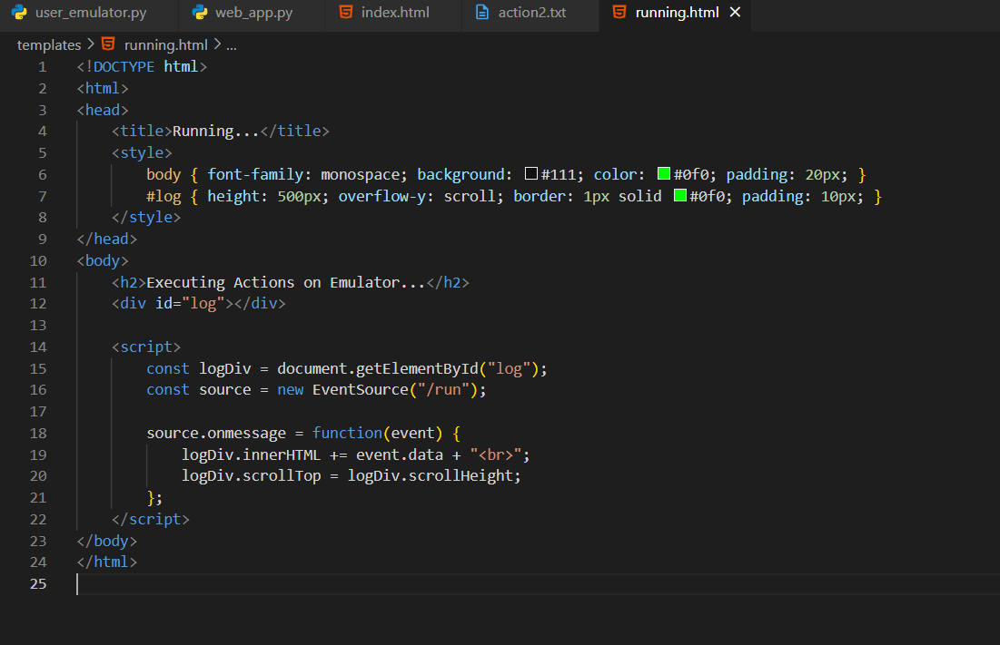 user_emulator.py web_app.py index.html action2.txt running.html ×
templates > running.html > ...
1 <!DOCTYPE html>
2 <html>
3 <head>
4     <title>Running...</title>
5     <style>
6         body { font-family: monospace; background: #111; color: #0f0; padding: 20px; }
7         #log { height: 500px; overflow-y: scroll; border: 1px solid #0f0; padding: 10px; }
8     </style>
9 </head>
10 <body>
11     <h2>Executing Actions on Emulator...</h2>
12     <div id="log"></div>
13
14     <script>
15         const logDiv = document.getElementById("log");
16         const source = new EventSource("/run");
17
18         source.onmessage = function(event) {
19             logDiv.innerHTML += event.data + "<br>";
20             logDiv.scrollTop = logDiv.scrollHeight;
21         };
22     </script>
23 </body>
24 </html>
25